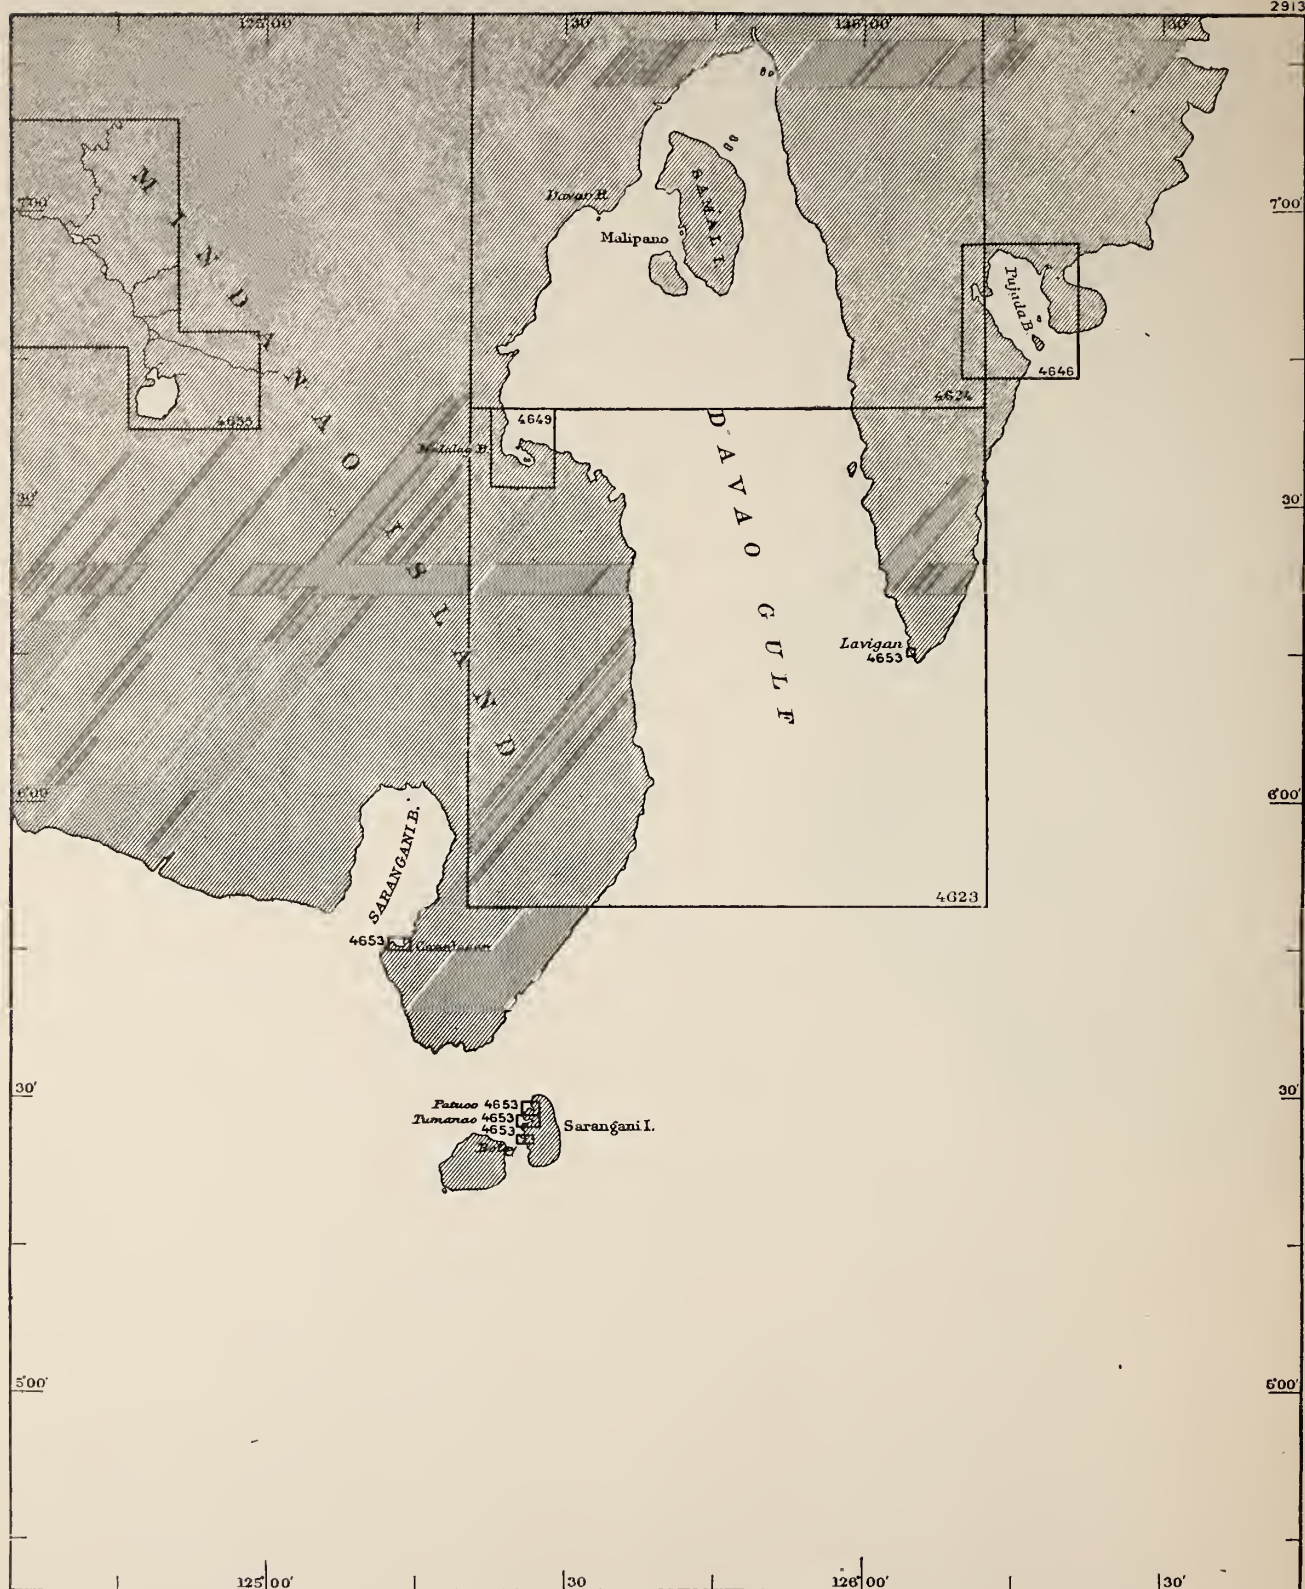 2913
125°00′
30′
126°00′
30′
MINDANAO ISLAND
7°00′
7°00′
Davao R.
SAMAL I.
Malipano
Pujada B
4646
4624
4655
4649
Malalag B.
DAVAO GULF
30′
30′
Lavigan
4653
6°00′
6°00′
SARANGANI B.
4623
4653
30′
30′
Patuco 4653
Tumanao 4653
4653
Sarangani I.
5°00′
5°00′
125°00′
30
126°00′
30′